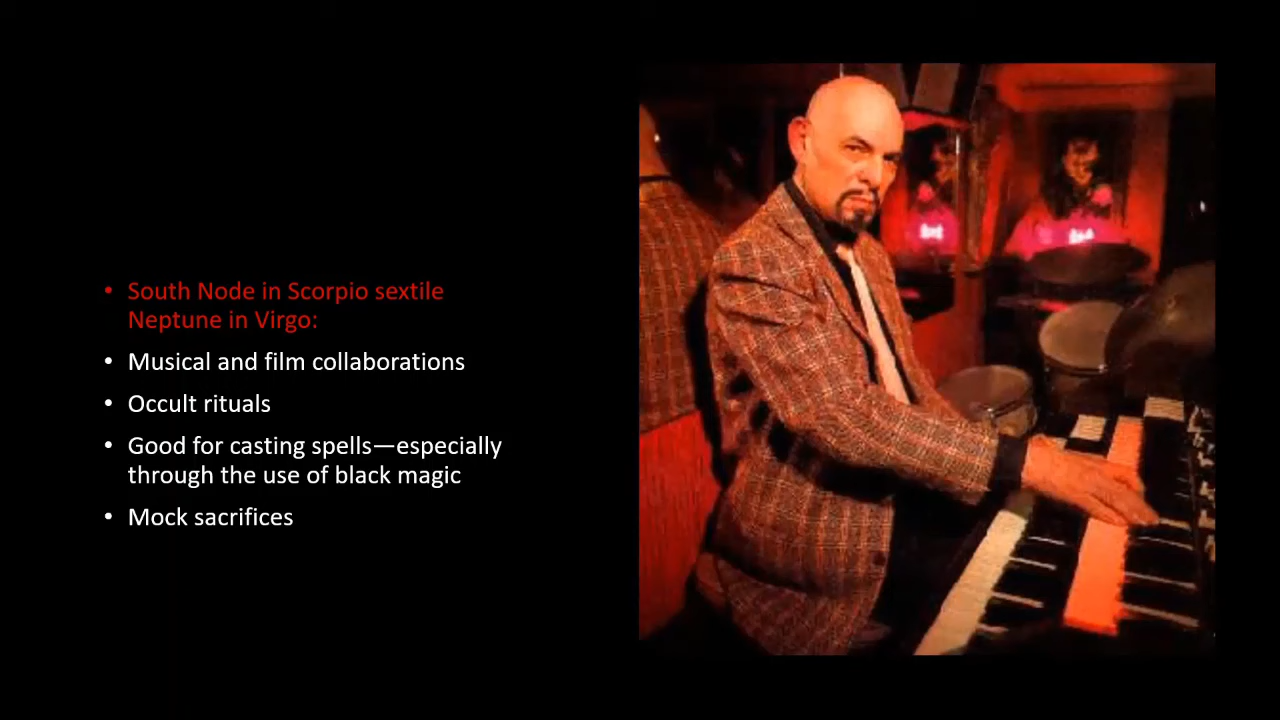 • South Node in Scorpio sextile
Neptune in Virgo:
• Musical and film collaborations
• Occult rituals
• Good for casting spells—especially
through the use of black magic
• Mock sacrifices